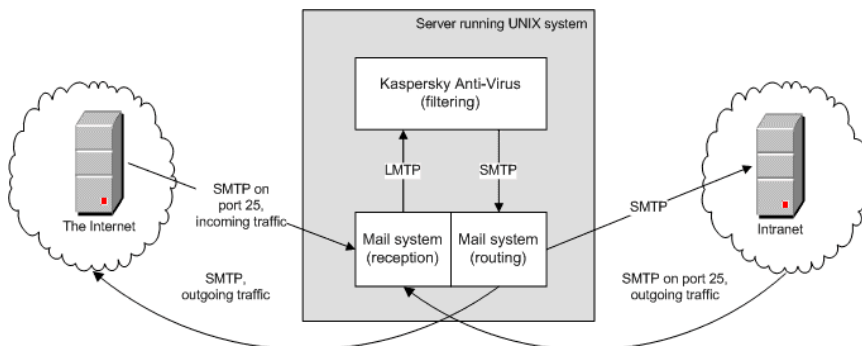 Server running UNIX system
Kaspersky Anti-Virus
(filtering)
LMTP
SMTP
The Internet
SMTP on
port 25,
incoming traffic
Mail system
(reception)
Mail system
(routing)
SMTP
Intranet
SMTP,
outgoing traffic
SMTP on port 25,
outgoing traffic